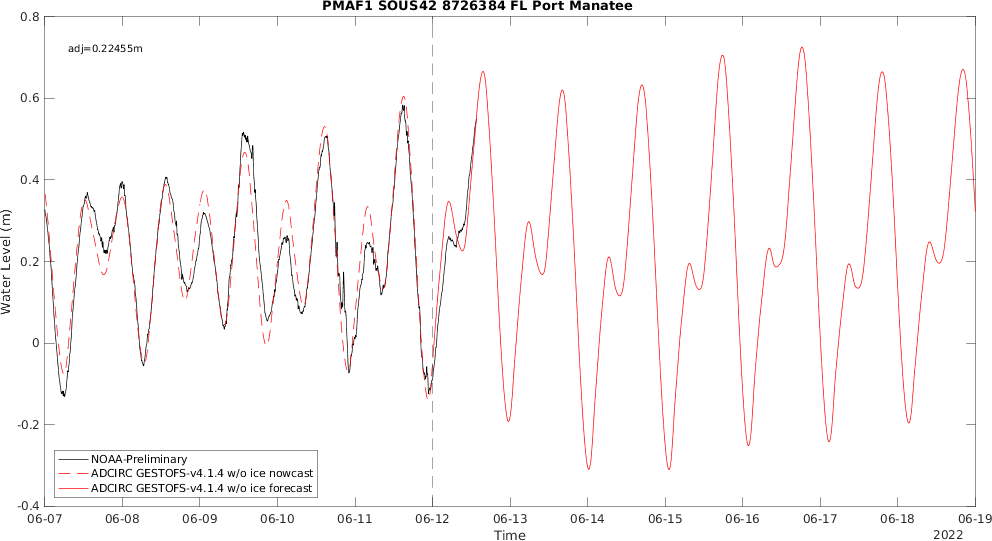 PMAF1 SOUS42 8726384 FL Port Manatee
adj=0.22455m
Water Level (m)
0.8
0.6
0.4
0.2
0
-0.2
-0.4
NOAA-Preliminary
ADCIRC GESTOFS-v4.1.4 w/o ice nowcast
ADCIRC GESTOFS-v4.1.4 w/o ice forecast
06-07 06-08 06-09 06-10 06-11 06-12 06-13 06-14 06-15 06-16 06-17 06-18 06-19
Time
2022